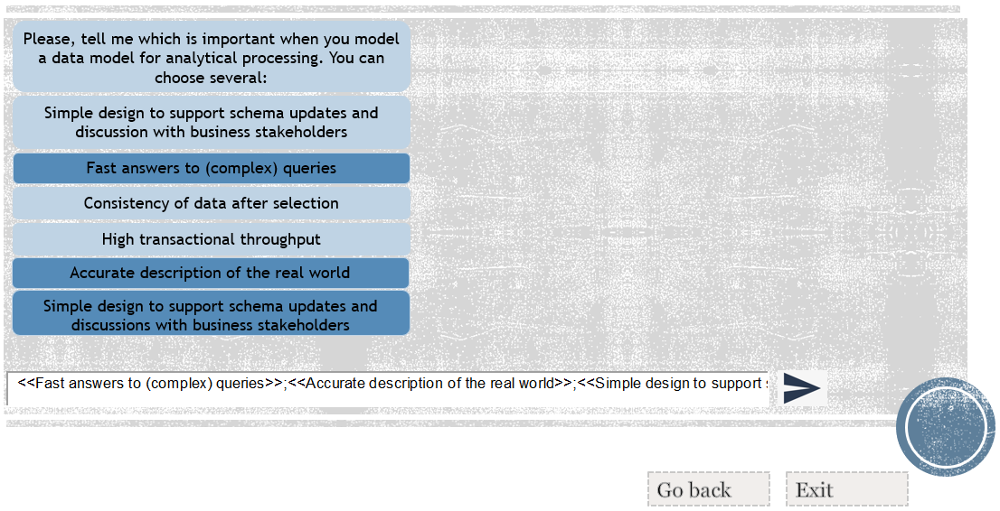 Please, tell me which is important when you model
a data model for analytical processing. You can
choose several:
Simple design to support schema updates and
discussion with business stakeholders
Fast answers to (complex) queries
Consistency of data after selection
High transactional throughput
Accurate description of the real world
Simple design to support schema updates and
discussions with business stakeholders
<<Fast answers to (complex) queries>>;<<Accurate description of the real world>>;<<Simple design to support
Go back
Exit